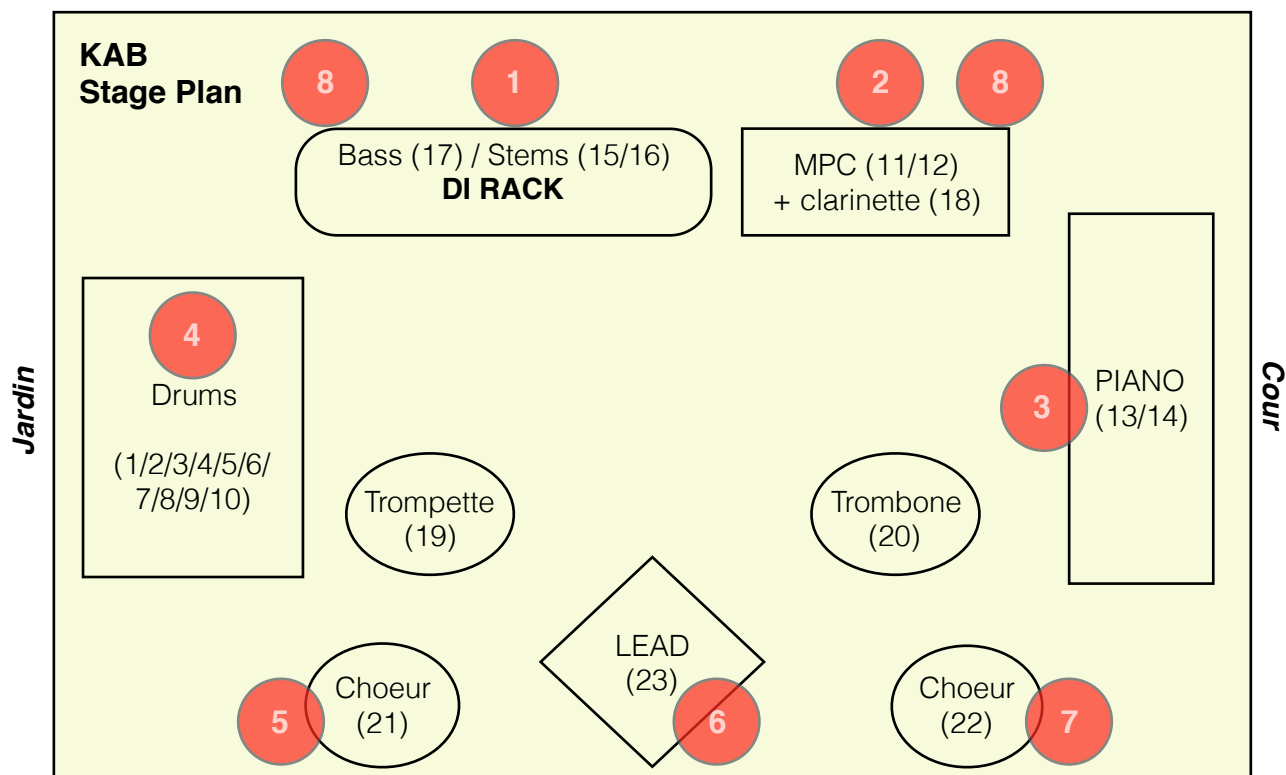 KAB
Stage Plan
8
1
2
8
Bass (17) / Stems (15/16)
DI RACK
MPC (11/12)
+ clarinette (18)
4
Drums
(1/2/3/4/5/6/
7/8/9/10)
Jardin
3
PIANO
(13/14)
Cour
Trompette
(19)
Trombone
(20)
5
Choeur
(21)
LEAD
(23)
6
Choeur
(22)
7